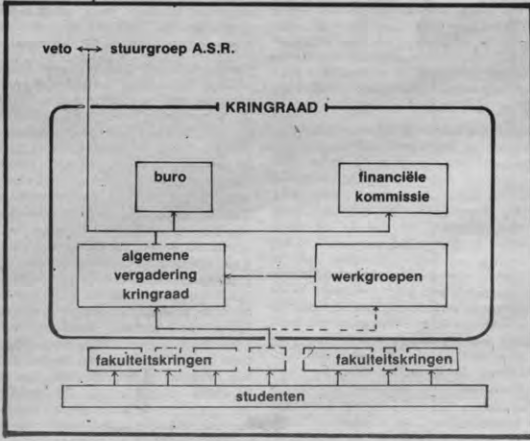 veto ↔ stuurgroep A.S.R.
KRINGRAAD
buro
financiële
kommissie
algemene
vergadering
kringraad
werkgroepen
fakulteitskringen
fakulteitskringen
studenten